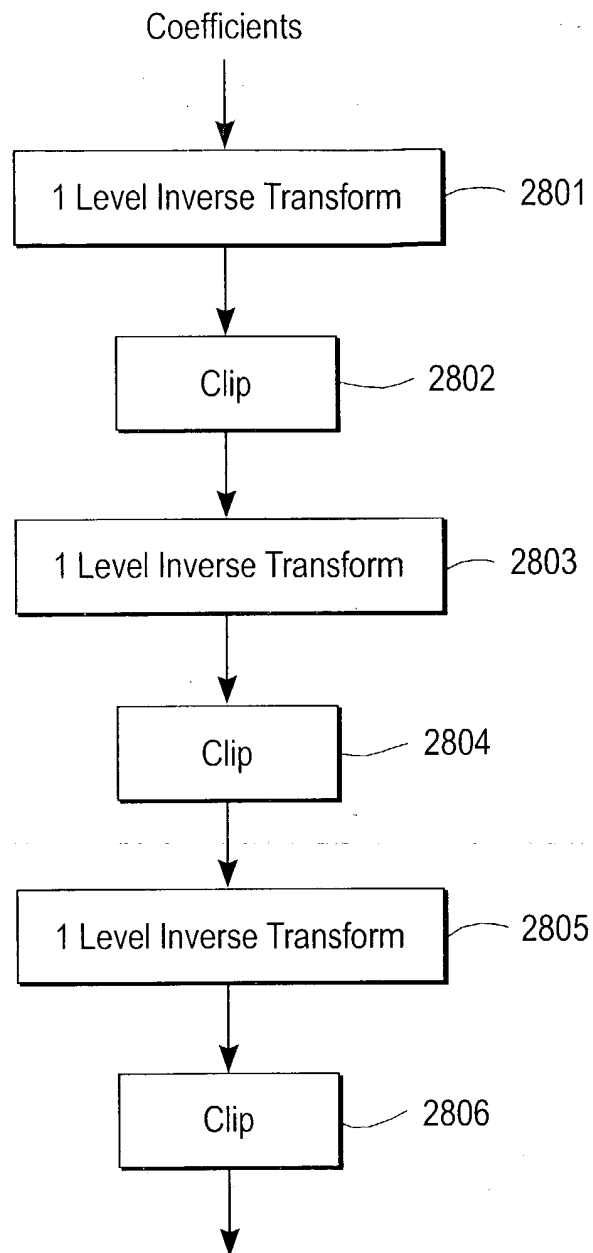 Coefficients
1 Level Inverse Transform 2801
Clip 2802
1 Level Inverse Transform 2803
Clip 2804
1 Level Inverse Transform 2805
Clip 2806